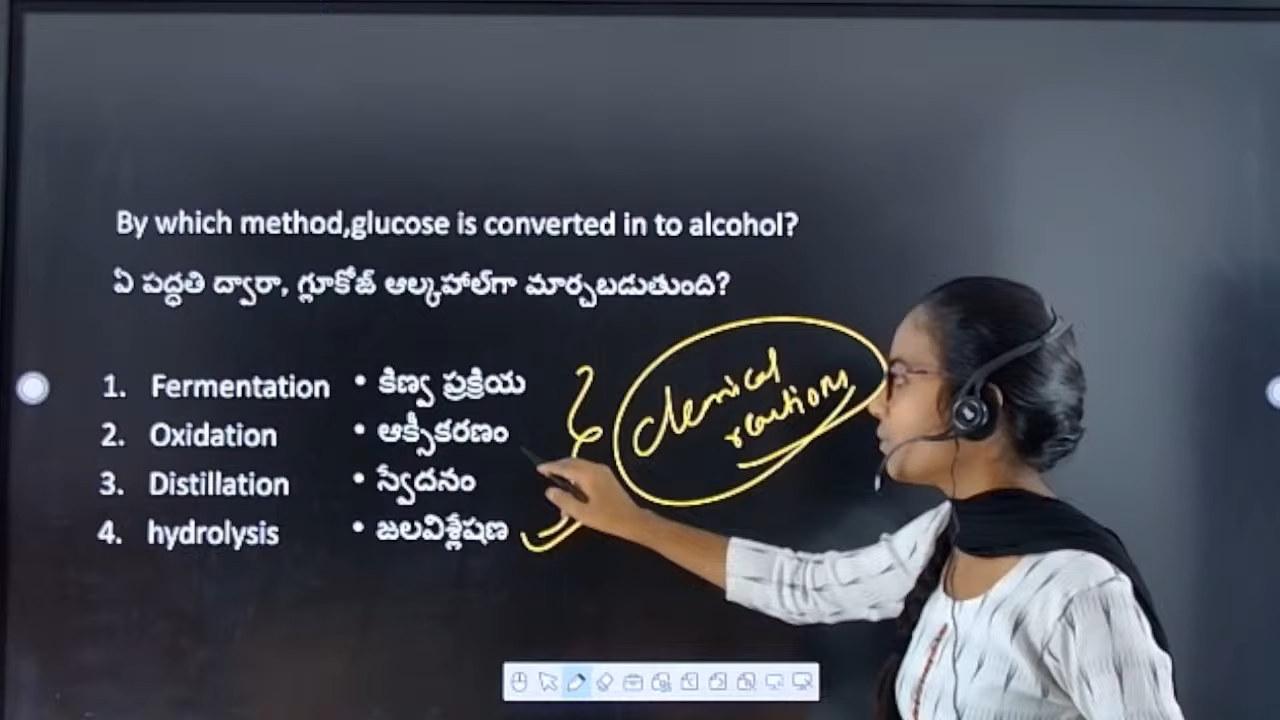 By which method,glucose is converted in to alcohol?
ఏ పద్ధతి ద్వారా, గ్లూకోజ్ ఆల్కహాల్‌గా మార్చబడుతుంది?
1. Fermentation • కిణ్వ ప్రక్రియ
2. Oxidation • ఆక్సీకరణం
3. Distillation • స్వేదనం
4. hydrolysis • జలవిశ్లేషణ
chemical
reactions